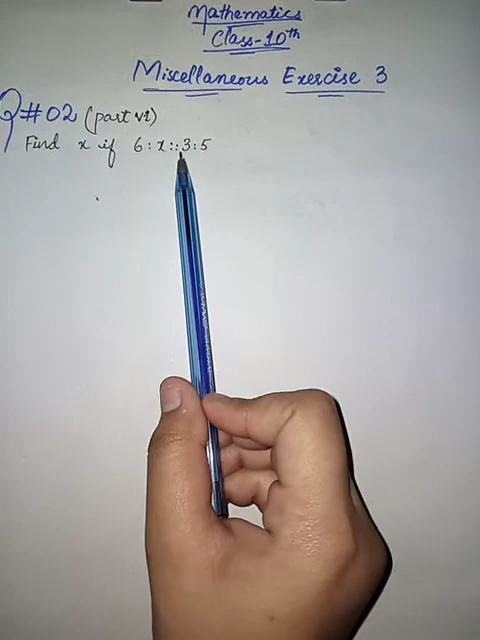 Mathematics
Class-10th
Miscellaneous Exercise 3
Q#02 (part vi)
Find x if 6:x::3:5